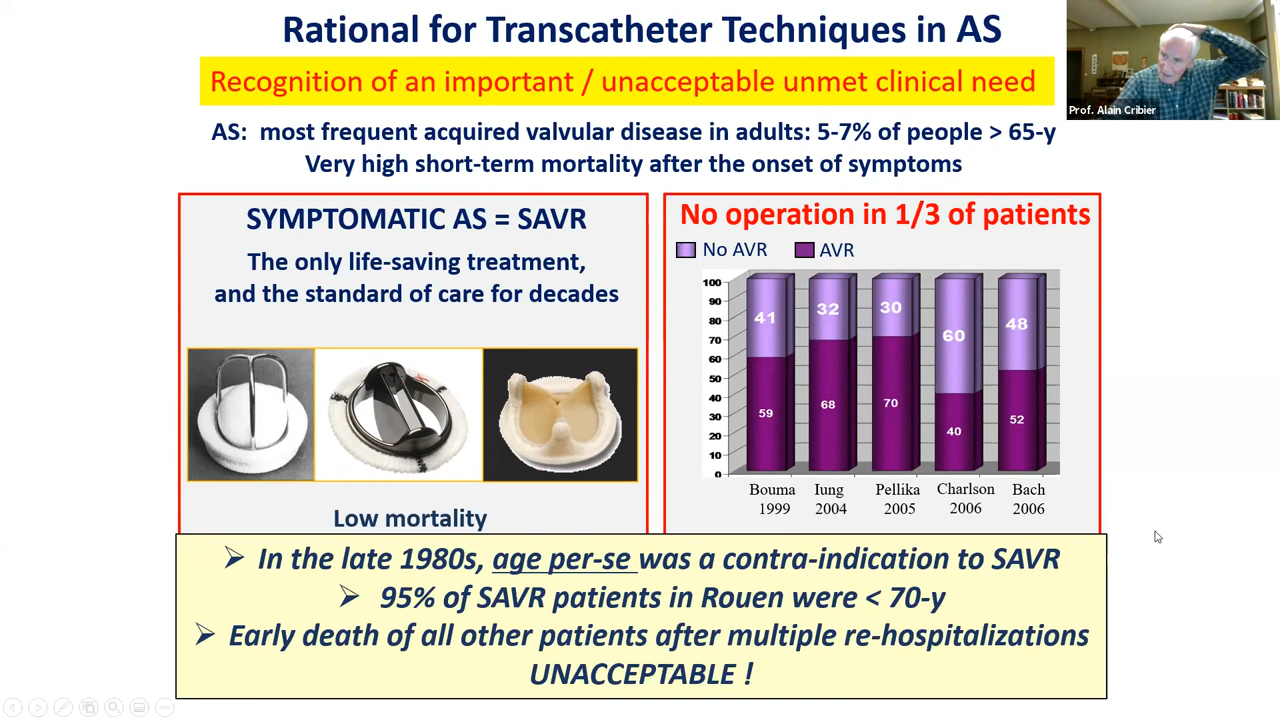 Rational for Transcatheter Techniques in AS
Recognition of an important / unacceptable unmet clinical need
Prof. Alain Cribier
AS: most frequent acquired valvular disease in adults: 5-7% of people > 65-y
Very high short-term mortality after the onset of symptoms
SYMPTOMATIC AS = SAVR
The only life-saving treatment,
and the standard of care for decades
Low mortality
No operation in 1/3 of patients
No AVR AVR
100
90
80
70
60
50
40
30
20
10
0
41 32 30 60 48
59 68 70 40 52
Bouma Iung Pellika Charlson Bach
1999 2004 2005 2006 2006
➢ In the late 1980s, age per-se was a contra-indication to SAVR
➢ 95% of SAVR patients in Rouen were < 70-y
➢ Early death of all other patients after multiple re-hospitalizations
UNACCEPTABLE !